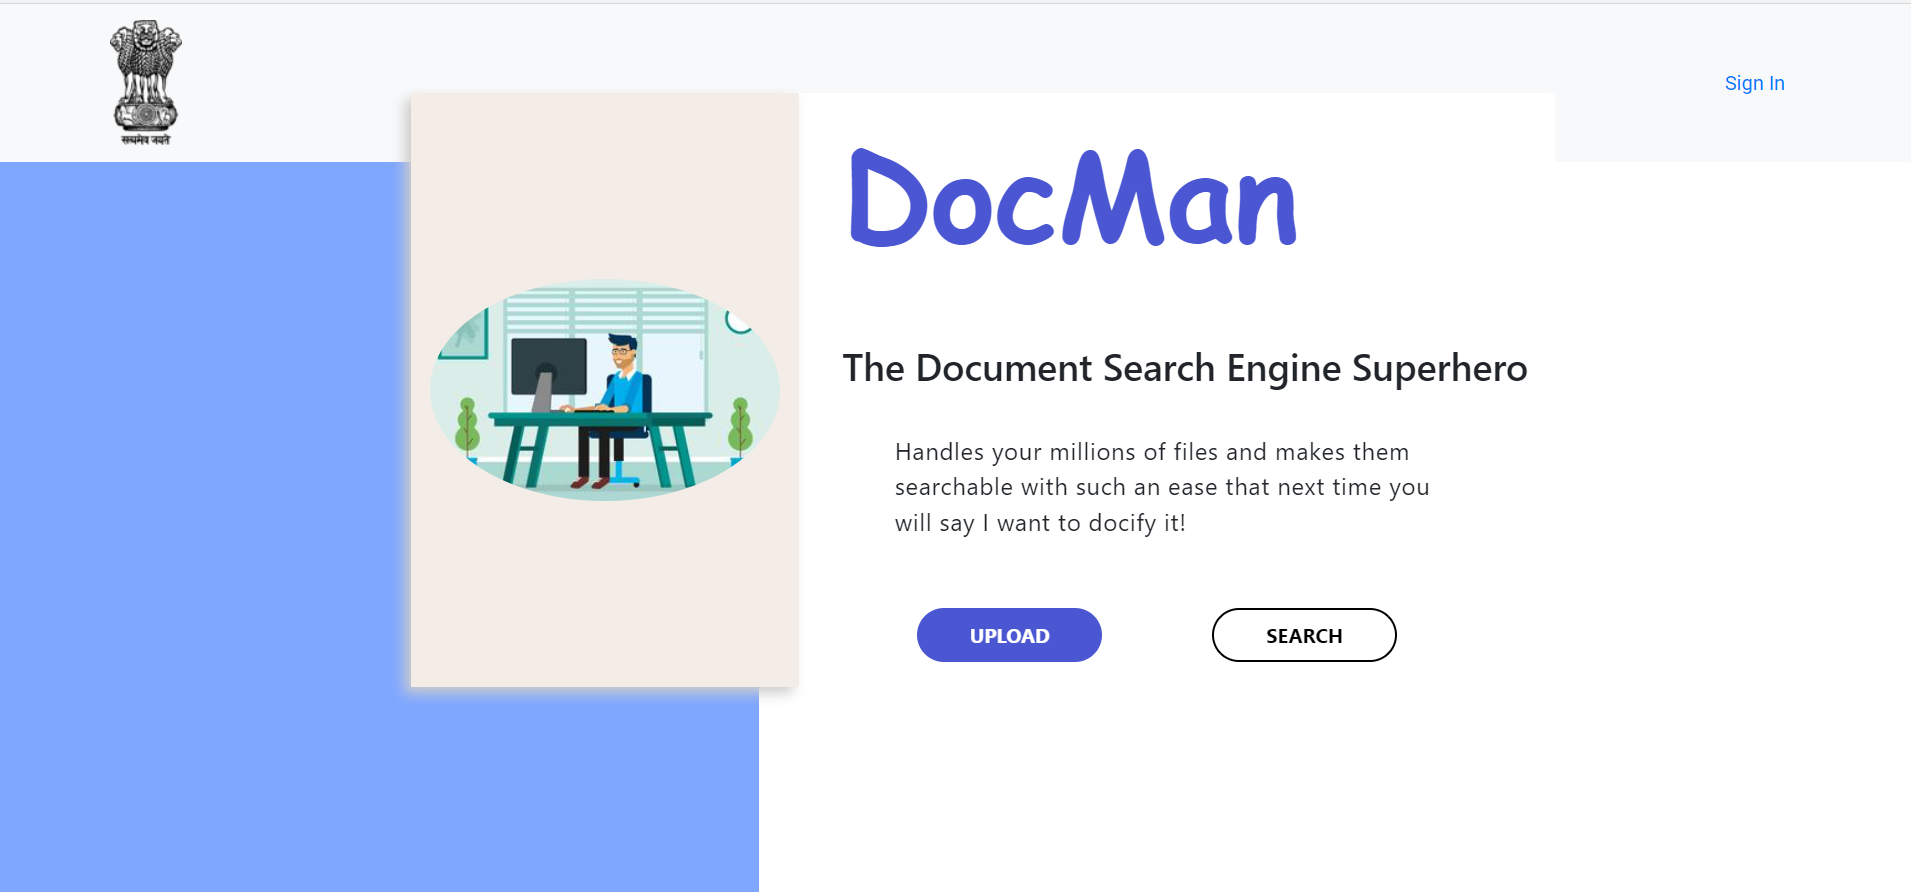 सत्यमेव जयते
Sign In
DocMan
The Document Search Engine Superhero
Handles your millions of files and makes them
searchable with such an ease that next time you
will say I want to docify it!
UPLOAD
SEARCH